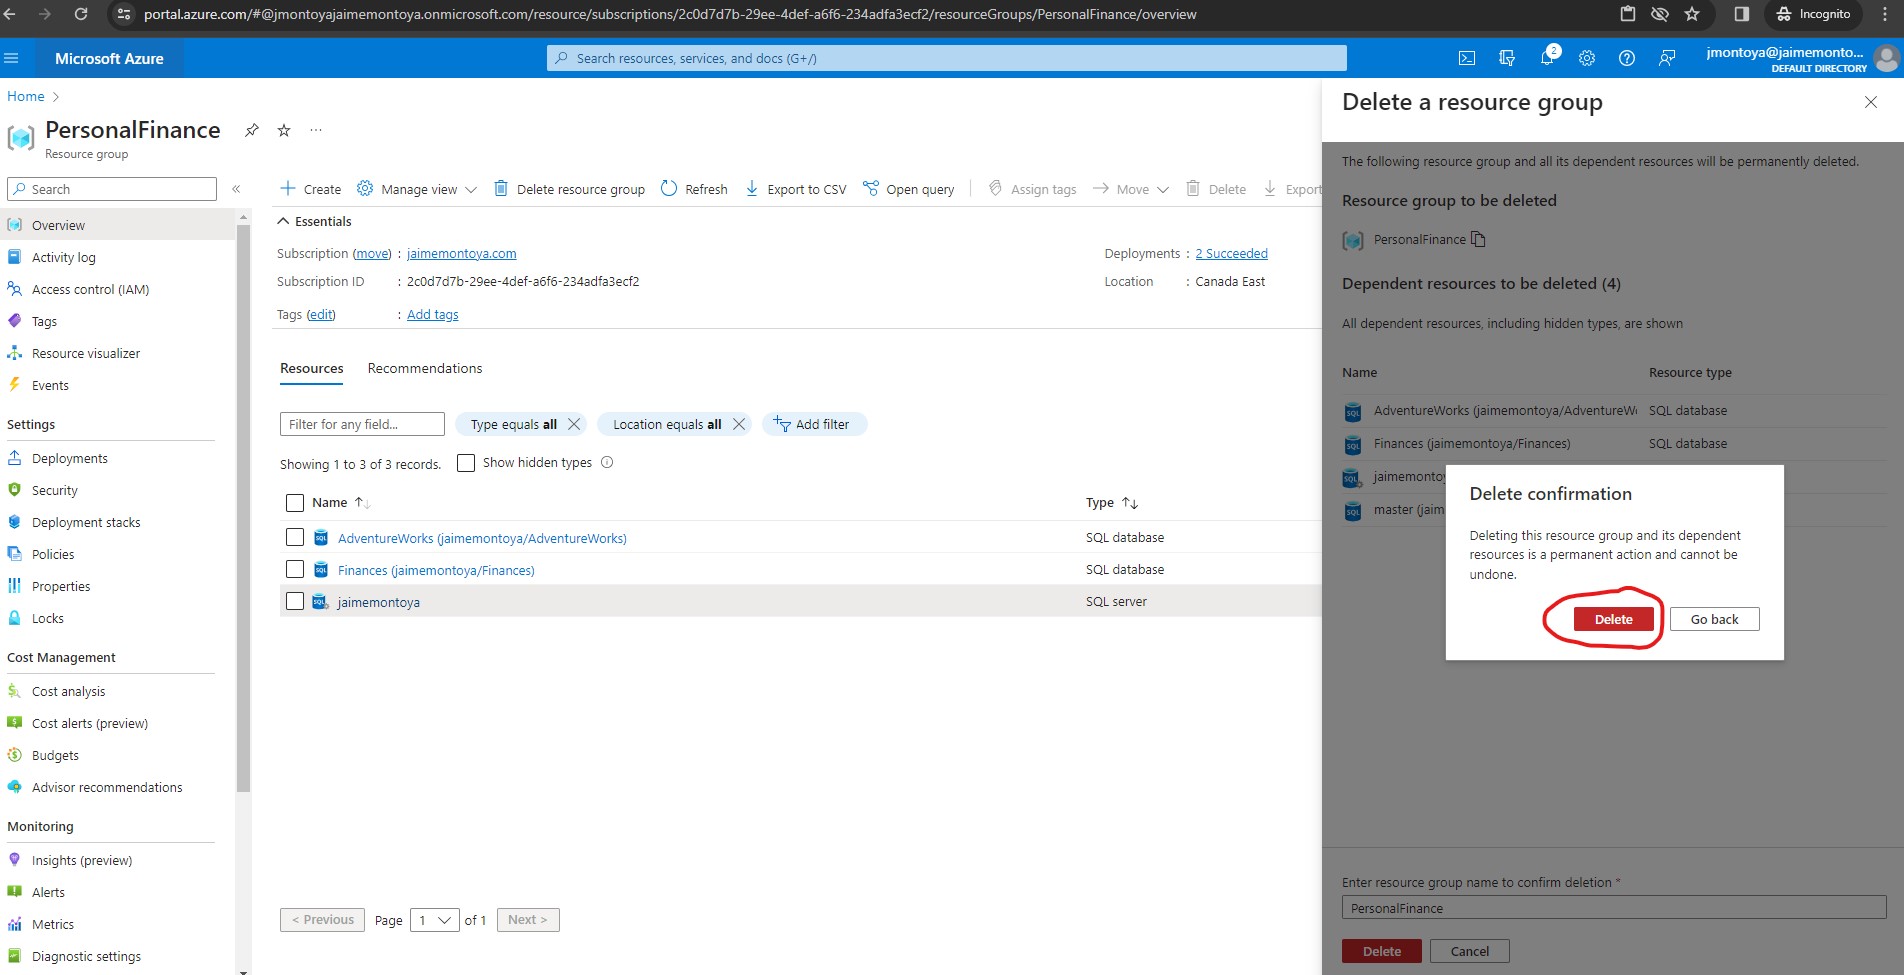 portal.azure.com/#@jmontoyajaimemontoya.onmicrosoft.com/resource/subscriptions/2c0d7d7b-29ee-4def-a6f6-234adfa3ecf2/resourceGroups/PersonalFinance/overview
Incognito
Microsoft Azure
Search resources, services, and docs (G+/)
2
jmontoya@jaimemonto...
DEFAULT DIRECTORY
Home >
PersonalFinance
Resource group
Search
Overview
Activity log
Access control (IAM)
Tags
Resource visualizer
Events
Settings
Deployments
Security
Deployment stacks
Policies
Properties
Locks
Cost Management
Cost analysis
Cost alerts (preview)
Budgets
Advisor recommendations
Monitoring
Insights (preview)
Alerts
Metrics
Diagnostic settings
Create Manage view Delete resource group Refresh Export to CSV Open query Assign tags Move Delete Export
Essentials
Subscription (move) : jaimemontoya.com
Subscription ID : 2c0d7d7b-29ee-4def-a6f6-234adfa3ecf2
Tags (edit) : Add tags
Deployments : 2 Succeeded
Location : Canada East
Resources Recommendations
Filter for any field... Type equals all Location equals all Add filter
Showing 1 to 3 of 3 records. Show hidden types
Name Type
AdventureWorks (jaimemontoya/AdventureWorks) SQL database
Finances (jaimemontoya/Finances) SQL database
jaimemontoya SQL server
< Previous Page 1 of 1 Next >
Delete a resource group
The following resource group and all its dependent resources will be permanently deleted.
Resource group to be deleted
PersonalFinance
Dependent resources to be deleted (4)
All dependent resources, including hidden types, are shown
Name Resource type
AdventureWorks (jaimemontoya/AdventureW SQL database
Finances (jaimemontoya/Finances) SQL database
jaimemonto
master (jaim
Delete confirmation
Deleting this resource group and its dependent
resources is a permanent action and cannot be
undone.
Delete Go back
Enter resource group name to confirm deletion *
PersonalFinance
Delete Cancel